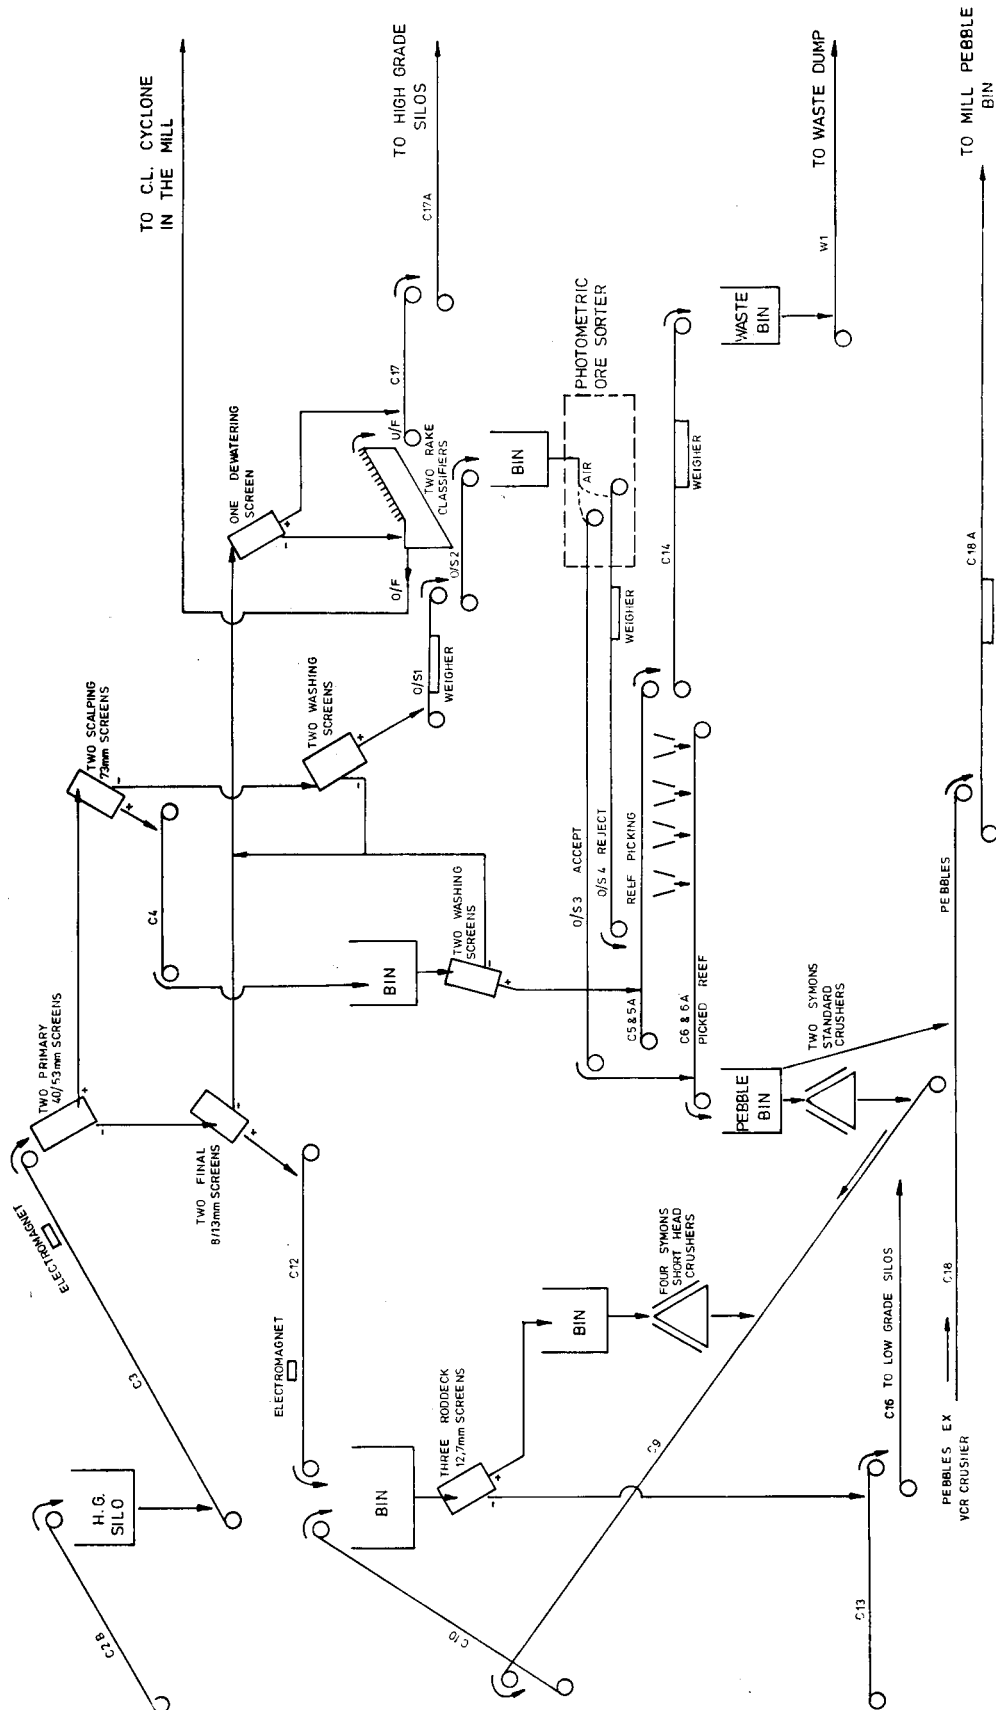 C2B
H.G.
SILO
C3
ELECTROMAGNET
TWO PRIMARY
40/53mm SCREENS
+
-
TWO SCALPING
73mm SCREENS
-
+
C4
TWO FINAL
8/13mm SCREENS
-
+
TO C.L. CYCLONE
IN THE MILL
ONE DEWATERING
SCREEN
+
-
TO HIGH GRADE
SILOS
C17A
C17
U/F
TWO RAKE
CLASSIFIERS
O/F
TWO WASHING
SCREENS
+
-
O/S1
WEIGHER
O/S2
BIN
PHOTOMETRIC
ORE SORTER
AIR
BIN
TWO WASHING
SCREENS
-
+
O/S3 ACCEPT
O/S4 REJECT
WEIGHER
REEF PICKING
C5 & 5A
C6 & 6A
PICKED REEF
C14
WEIGHER
WASTE
BIN
W1
TO WASTE DUMP
C12
ELECTROMAGNET
BIN
THREE RODDECK
12,7mm SCREENS
+
-
BIN
FOUR SYMONS
SHORT HEAD
CRUSHERS
PEBBLE
BIN
TWO SYMONS
STANDARD
CRUSHERS
C9
C10
C13
C16 TO LOW GRADE SILOS
PEBBLES EX
VCR CRUSHER
C18
PEBBLES
C18A
TO MILL PEBBLE
BIN